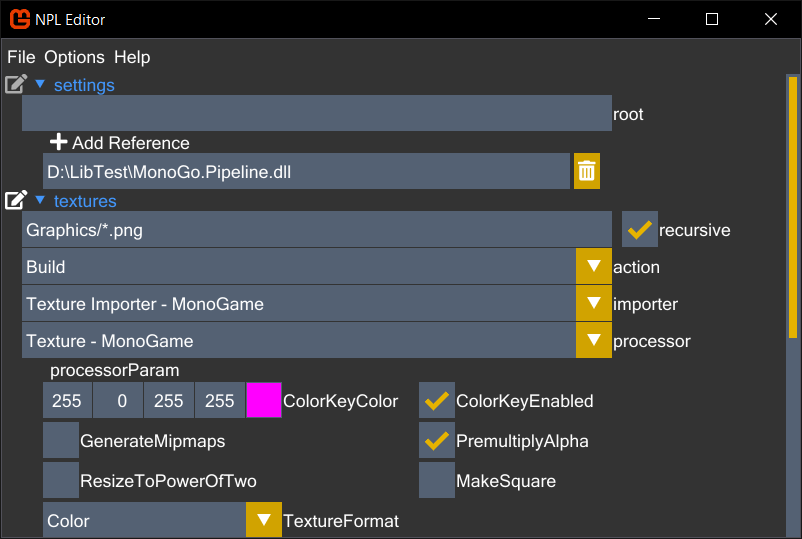 NPL Editor
File Options Help
settings
root
Add Reference
D:\LibTest\MonoGo.Pipeline.dll
textures
Graphics/*.png recursive
Build action
Texture Importer - MonoGame importer
Texture - MonoGame processor
processorParam
255 0 255 255 ColorKeyColor ColorKeyEnabled
GenerateMipmaps PremultiplyAlpha
ResizeToPowerOfTwo MakeSquare
Color TextureFormat